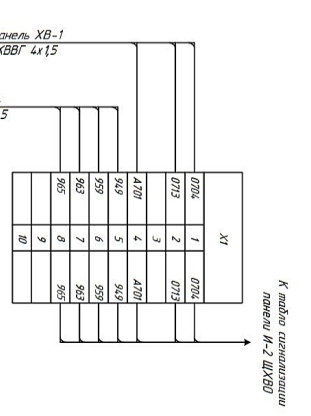 анель ХВ-1
КВВГ 4х1,5
5
965 963 959 949 А701 0713 0704
10 9 8 7 6 5 4 3 2 1 X1
965 963 959 949 А701 0713 0704
К табло сигнализации
панели И-2 ЩХВО